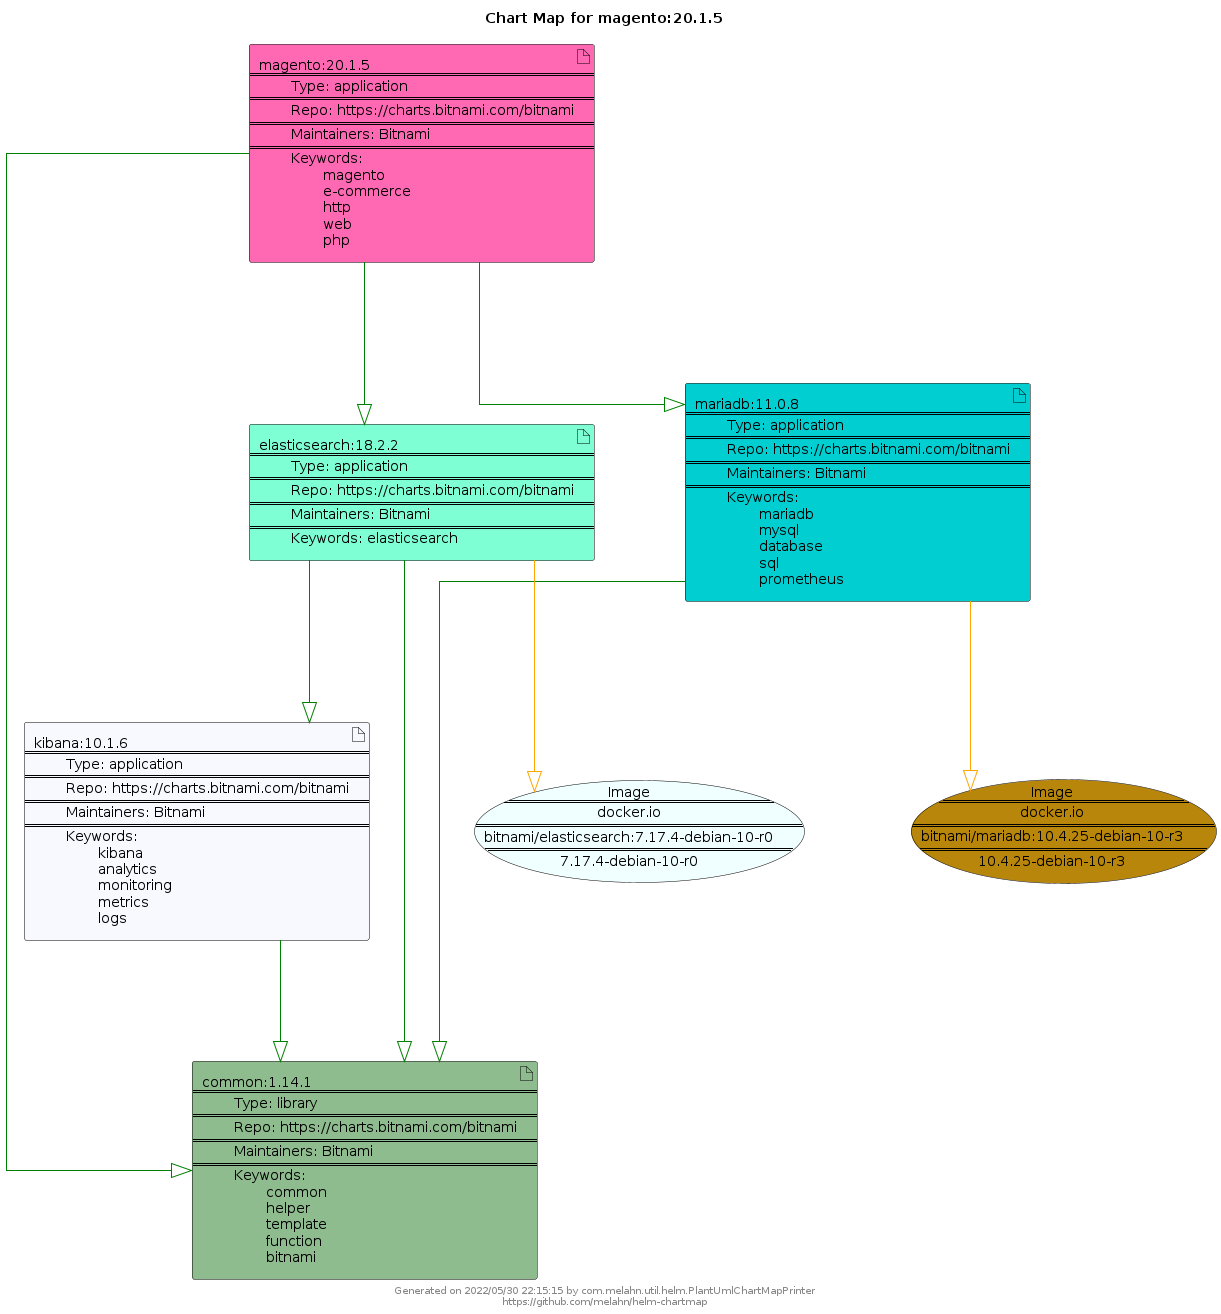 Chart Map for magento:20.1.5
magento:20.1.5
Type: application
Repo: https://charts.bitnami.com/bitnami
Maintainers: Bitnami
Keywords:
magento
e-commerce
http
web
php
mariadb:11.0.8
Type: application
Repo: https://charts.bitnami.com/bitnami
Maintainers: Bitnami
Keywords:
mariadb
mysql
database
sql
prometheus
elasticsearch:18.2.2
Type: application
Repo: https://charts.bitnami.com/bitnami
Maintainers: Bitnami
Keywords: elasticsearch
kibana:10.1.6
Type: application
Repo: https://charts.bitnami.com/bitnami
Maintainers: Bitnami
Keywords:
kibana
analytics
monitoring
metrics
logs
Image
docker.io
bitnami/elasticsearch:7.17.4-debian-10-r0
7.17.4-debian-10-r0
Image
docker.io
bitnami/mariadb:10.4.25-debian-10-r3
10.4.25-debian-10-r3
common:1.14.1
Type: library
Repo: https://charts.bitnami.com/bitnami
Maintainers: Bitnami
Keywords:
common
helper
template
function
bitnami
Generated on 2022/05/30 22:15:15 by com.melahn.util.helm.PlantUmlChartMapPrinter
https://github.com/melahn/helm-chartmap